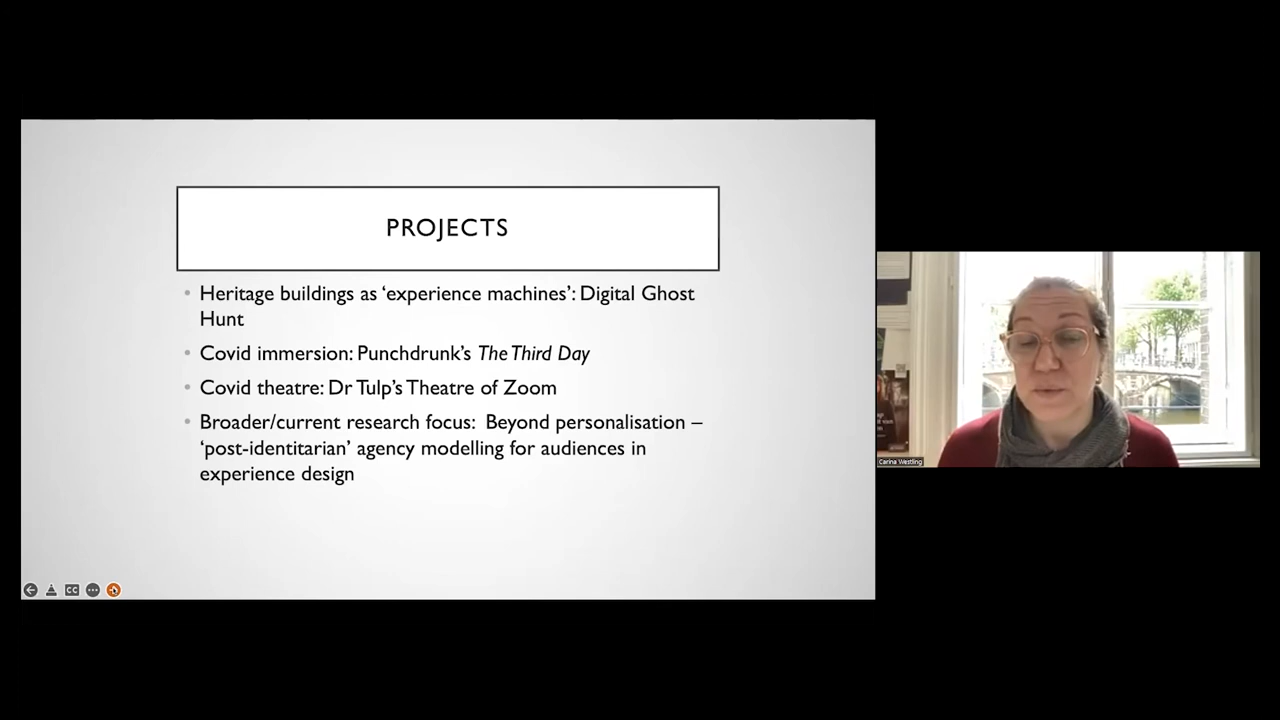 PROJECTS
• Heritage buildings as ‘experience machines’: Digital Ghost
Hunt
• Covid immersion: Punchdrunk’s The Third Day
• Covid theatre: Dr Tulp’s Theatre of Zoom
• Broader/current research focus: Beyond personalisation –
‘post-identitarian’ agency modelling for audiences in
experience design
CC
Carina Westling